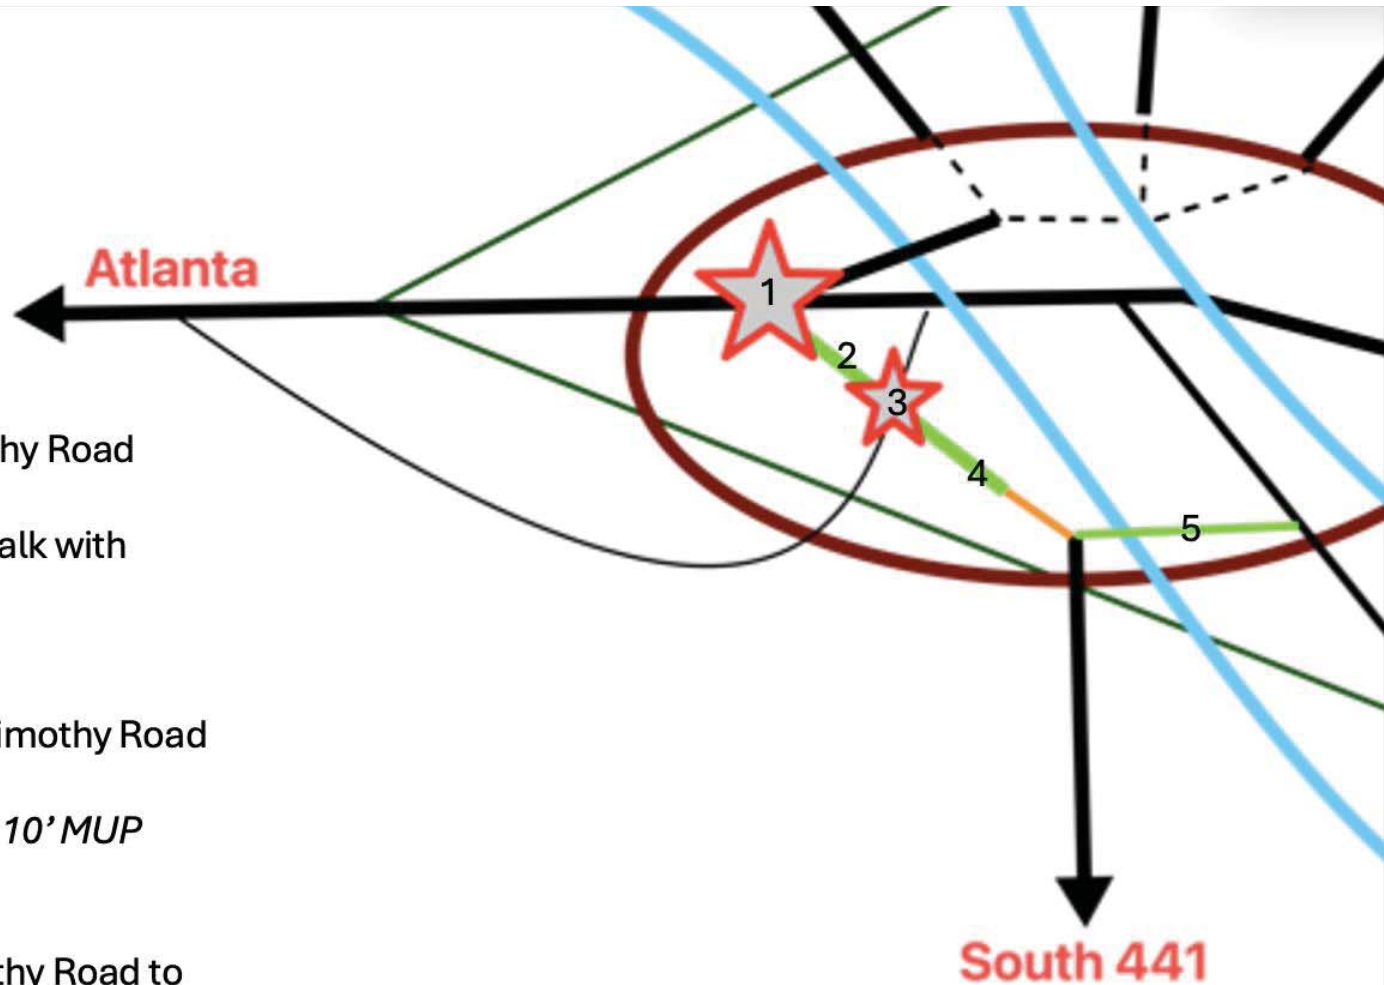 Atlanta
1
2
3
4
5
hy Road
alk with
imothy Road
10' MUP
thy Road to
South 441